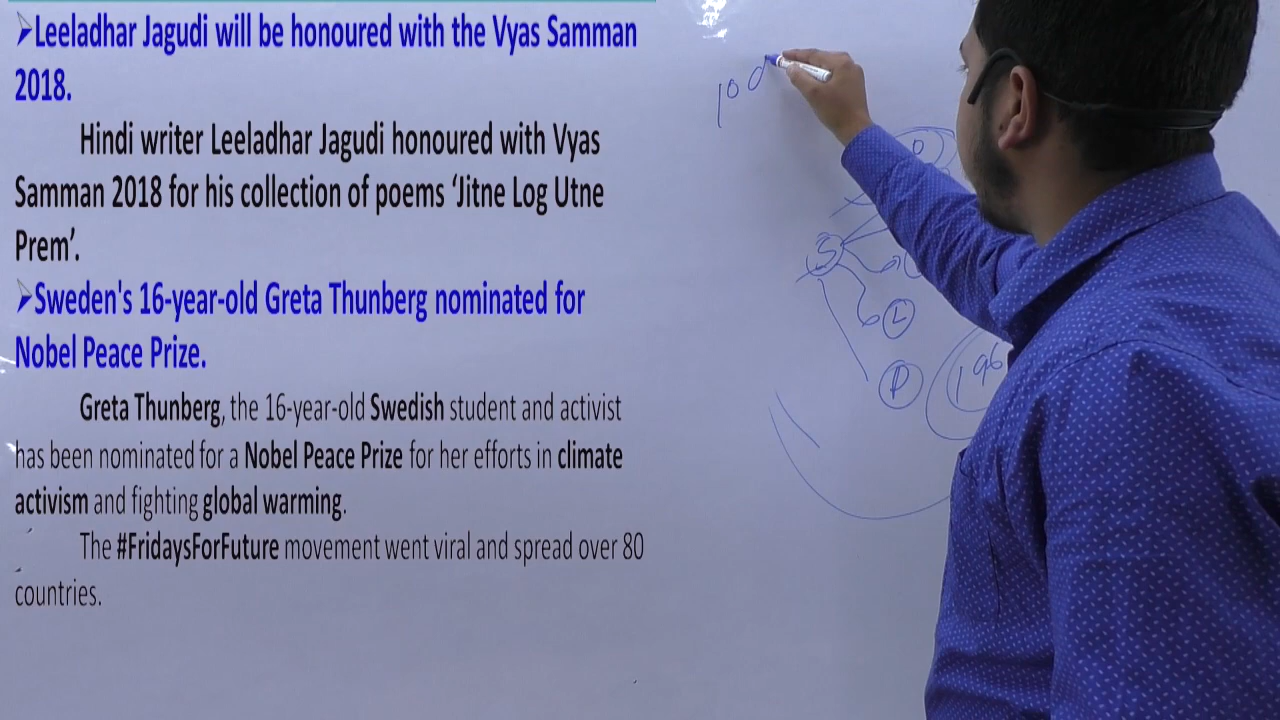 ➢Leeladhar Jagudi will be honoured with the Vyas Samman
2018.
Hindi writer Leeladhar Jagudi honoured with Vyas
Samman 2018 for his collection of poems ‘Jitne Log Utne
Prem’.
➢Sweden's 16-year-old Greta Thunberg nominated for
Nobel Peace Prize.
Greta Thunberg, the 16-year-old Swedish student and activist
has been nominated for a Nobel Peace Prize for her efforts in climate
activism and fighting global warming.
The #FridaysForFuture movement went viral and spread over 80
countries.
10 d
S
L
P
196